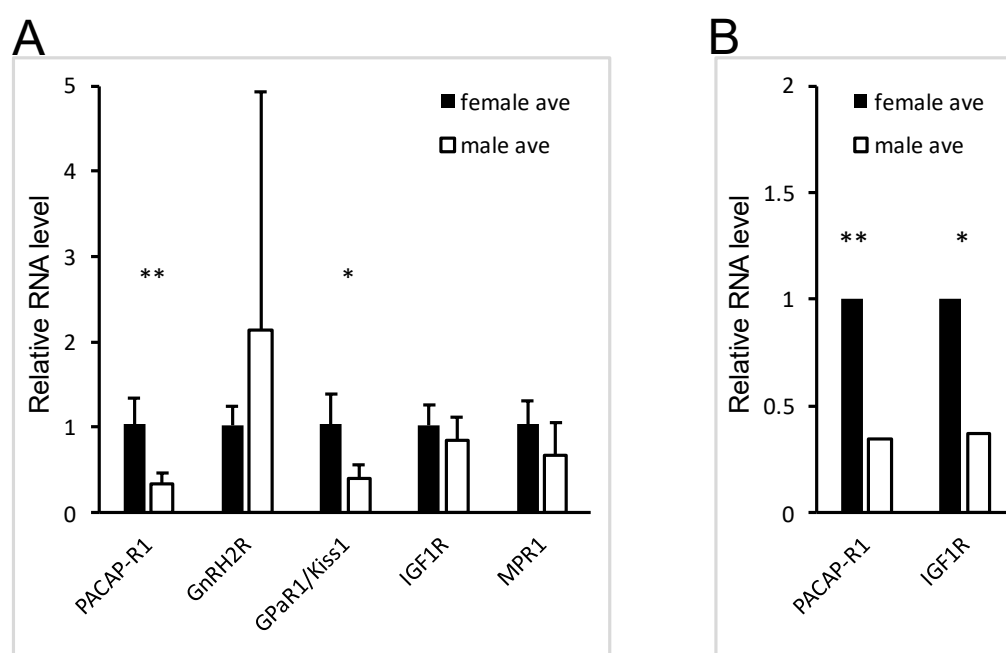 A
Relative RNA level
5
4
3
2
1
0
female ave
male ave
**
*
PACAP-R1
GnRH2R
GPaR1/Kiss1
IGF1R
MPR1
B
Relative RNA level
2
1.5
1
0.5
0
female ave
male ave
**
*
PACAP-R1
IGF1R